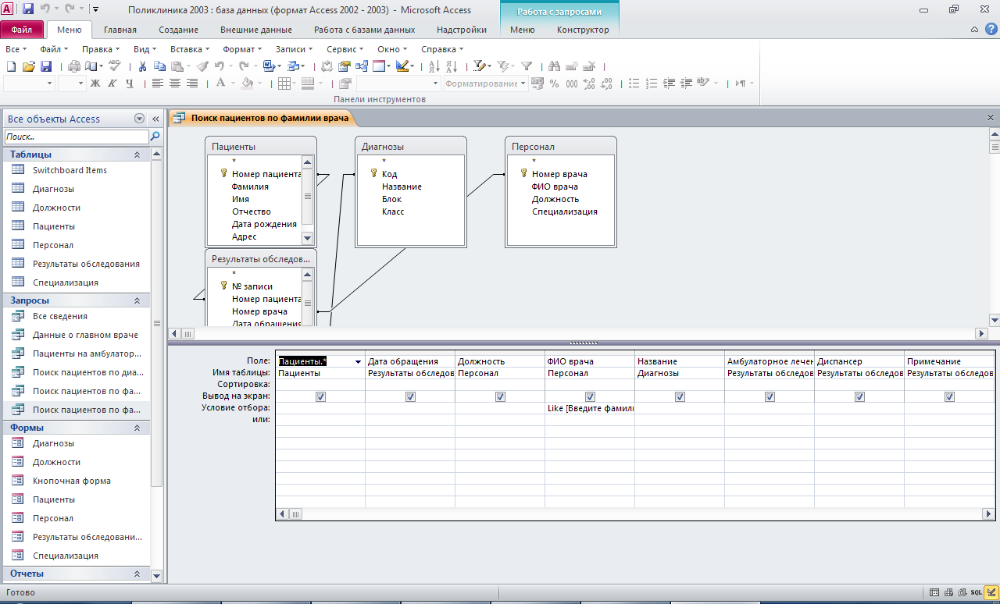 Поликлиника 2003 : база данных (формат Access 2002 - 2003) - Microsoft Access
Работа с запросами
Файл Меню Главная Создание Внешние данные Работа с базами данных Надстройки Меню Конструктор
Все Файл Правка Вид Вставка Формат Записи Сервис Окно Справка
Ж К Ч А Форматирование % 000
Панели инструментов
Все объекты Access
Поиск...
Таблицы
Switchboard Items
Диагнозы
Должности
Пациенты
Персонал
Результаты обследования
Специализация
Запросы
Все сведения
Данные о главном враче
Пациенты на амбулатор...
Поиск пациентов по диа...
Поиск пациентов по фа...
Поиск пациентов по фа...
Формы
Диагнозы
Должности
Кнопочная форма
Пациенты
Персонал
Результаты обследовани...
Специализация
Отчеты
Поиск пациентов по фамилии врача
Пациенты
*
Номер пациента
Фамилия
Имя
Отчество
Дата рождения
Адрес
Диагнозы
*
Код
Название
Блок
Класс
Персонал
*
Номер врача
ФИО врача
Должность
Специализация
Результаты обследов...
*
№ записи
Номер пациента
Номер врача
Дата обращения
Поле: Пациенты.* Дата обращения Должность ФИО врача Название Амбулаторное лечен Диспансер Примечание
Имя таблицы: Пациенты Результаты обследов Персонал Персонал Диагнозы Результаты обследов Результаты обследов Результаты обследов
Сортировка:
Вывод на экран:
Условие отбора: Like [Введите фамили
или:
Готово SQL